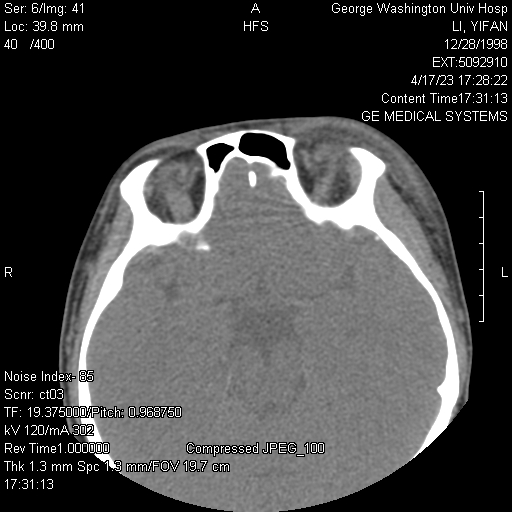 Ser: 6/Img: 41
Loc: 39.8 mm
40 /400
A
HFS
George Washington Univ Hosp
LI, YIFAN
12/28/1998
EXT:5092910
4/17/23 17:28:22
Content Time17:31:13
GE MEDICAL SYSTEMS
R
L
Noise Index- 85
Scnr: ct03
TF: 19.375000/Pitch: 0.968750
kV 120/mA 302
Rev Time1.000000
Compressed JPEG_100
Thk 1.3 mm Spc 1.3 mm/FOV 19.7 cm
17:31:13